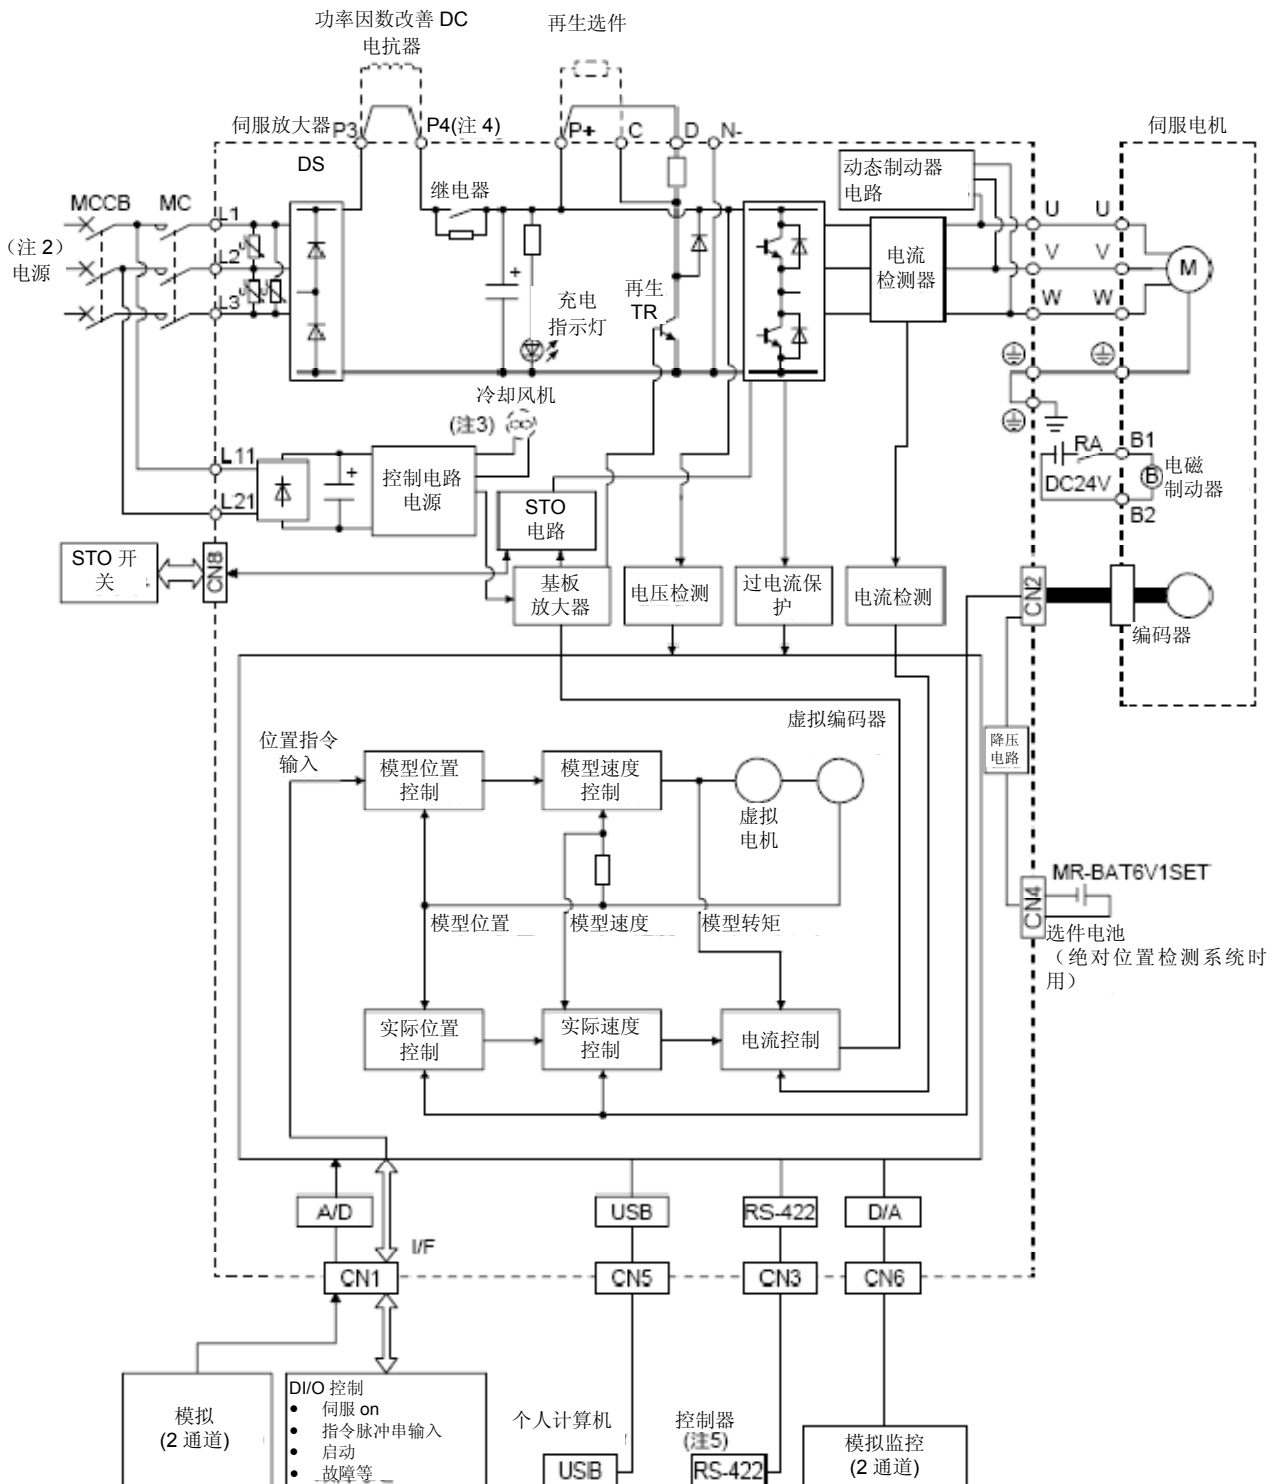 功率因数改善 DC
电抗器
再生选件
伺服放大器
P3
P4(注 4)
P+
C
D
N-
伺服电机
DS
继电器
动态制动器
电路
MCCB
MC
L1
L2
L3
（注 2）
电源
+
充电
指示灯
再生
TR
电流
检测器
U
U
V
V
W
W
M
冷却风机
(注3)
L11
L21
+
控制电路
电源
STO
电路
RA
DC24V
B1
B
B2
电磁
制动器
STO 开
关
CN8
基板
放大器
电压检测
过电流保
护
电流检测
CN2
编码器
虚拟编码器
位置指令
输入
模型位置
控制
模型速度
控制
虚拟
电机
降压
电路
模型位置
模型速度
模型转矩
MR-BAT6V1SET
CN4
选件电池
（绝对位置检测系统时
用）
实际位置
控制
实际速度
控制
电流控制
A/D
I/F
USB
RS-422
D/A
CN1
CN5
CN3
CN6
模拟
(2 通道)
DI/O 控制
● 伺服 on
● 指令脉冲串输入
● 启动
● 故障等
个人计算机
USB
控制器
(注5)
RS-422
模拟监控
(2 通道)